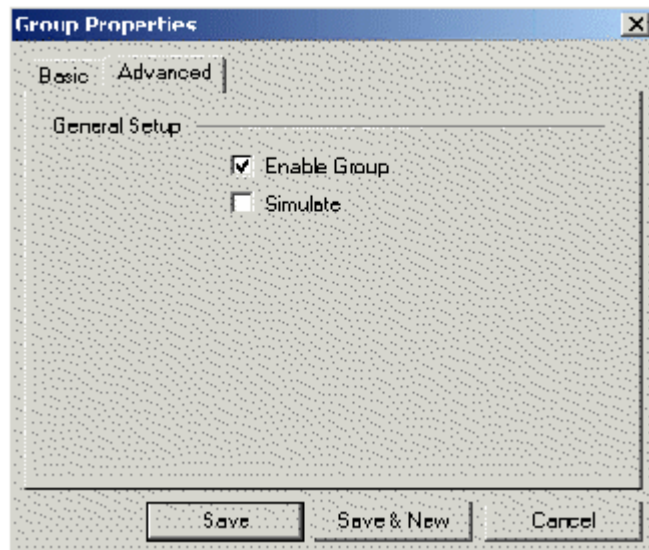 Group Properties
Basic Advanced
General Setup
Enable Group
Simulate
Save Save & New Cancel